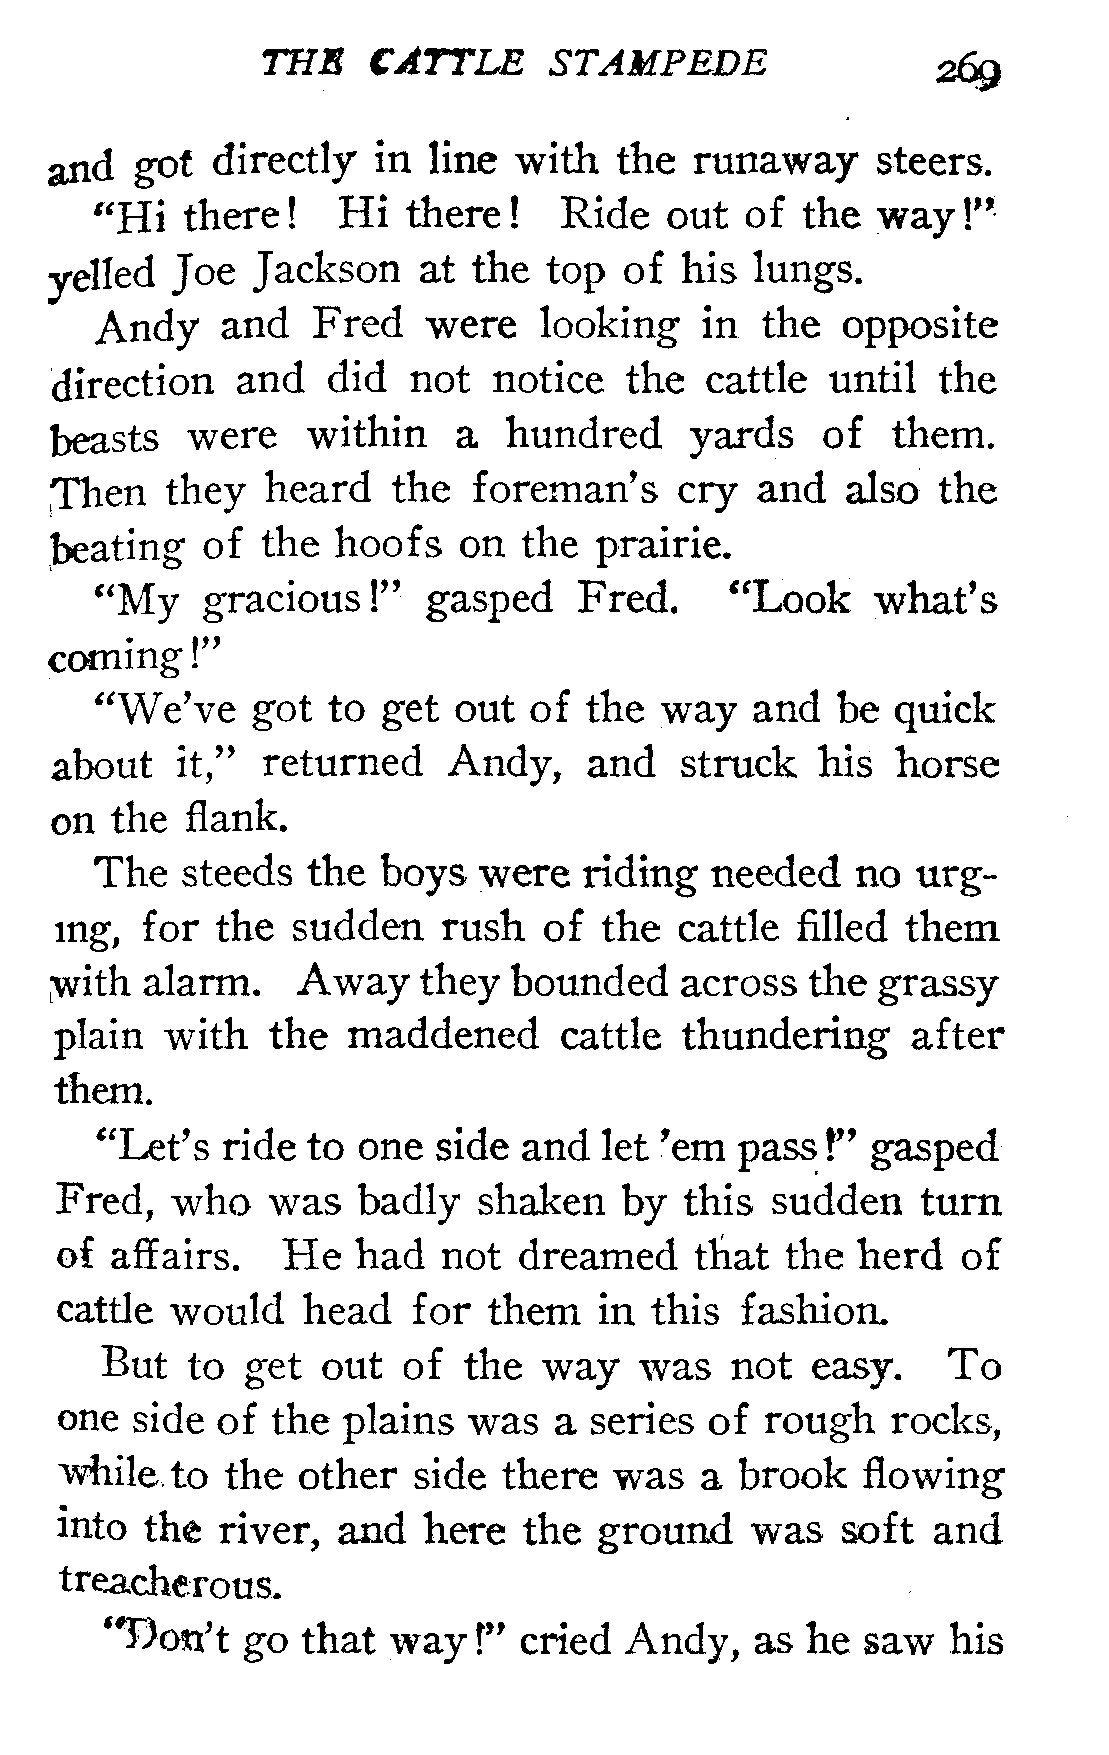 THE CATTLE STAMPEDE 269
and got directly in line with the runaway steers.
"Hi there! Hi there! Ride out of the way!"
yelled Joe Jackson at the top of his lungs.
Andy and Fred were looking in the opposite
direction and did not notice the cattle until the
beasts were within a hundred yards of them.
Then they heard the foreman's cry and also the
beating of the hoofs on the prairie.
"My gracious!" gasped Fred. "Look what's
coming!"
"We've got to get out of the way and be quick
about it," returned Andy, and struck his horse
on the flank.
The steeds the boys were riding needed no urg-
ing, for the sudden rush of the cattle filled them
with alarm. Away they bounded across the grassy
plain with the maddened cattle thundering after
them.
"Let's ride to one side and let 'em pass!" gasped
Fred, who was badly shaken by this sudden turn
of affairs. He had not dreamed that the herd of
cattle would head for them in this fashion.
But to get out of the way was not easy. To
one side of the plains was a series of rough rocks,
while to the other side there was a brook flowing
into the river, and here the ground was soft and
treacherous.
"Don't go that way!" cried Andy, as he saw his